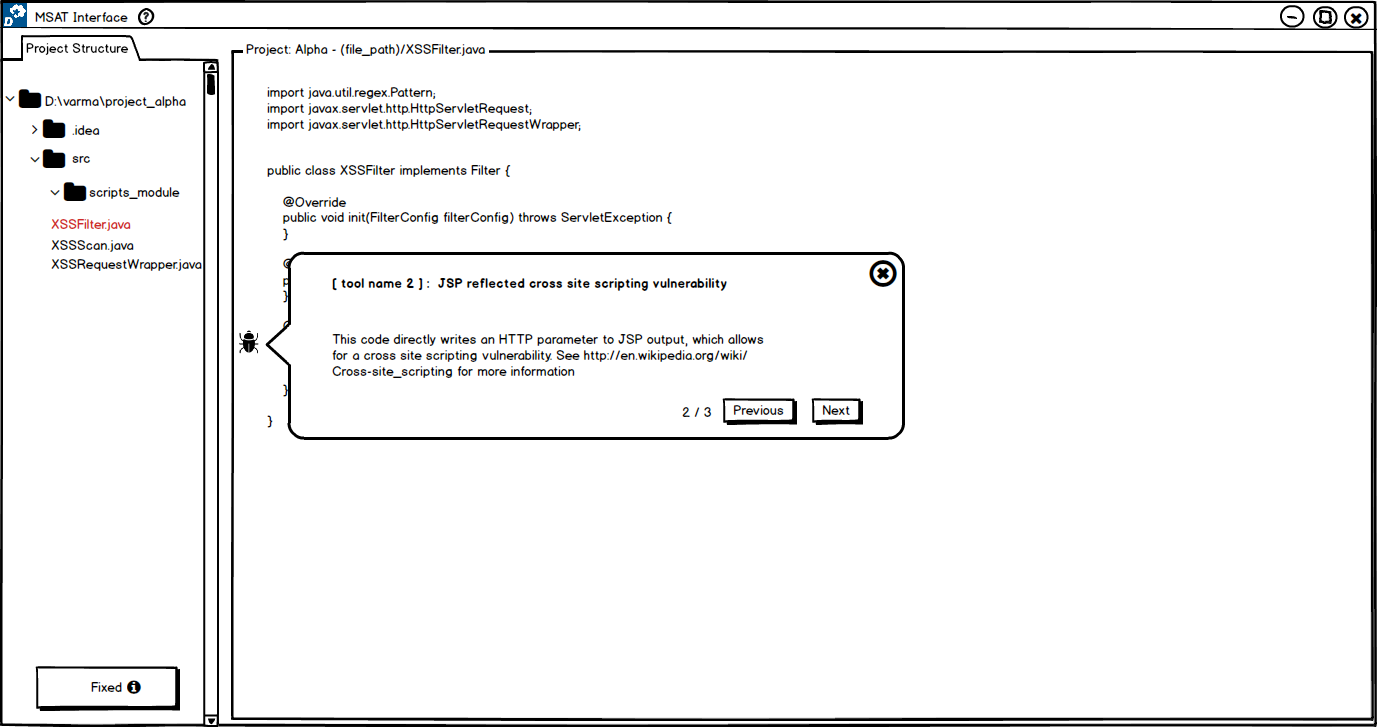 MSAT Interface ?
Project Structure
D:\varma\project_alpha
.idea
src
scripts_module
XSSFilter.java
XSSScan.java
XSSRequestWrapper.java
Fixed i
Project: Alpha - (file_path)/XSSFilter.java
import java.util.regex.Pattern;
import javax.servlet.http.HttpServletRequest;
import javax.servlet.http.HttpServletRequestWrapper;
public class XSSFilter implements Filter {
@Override
public void init(FilterConfig filterConfig) throws ServletException {
}
[ tool name 2 ] : JSP reflected cross site scripting vulnerability
}
This code directly writes an HTTP parameter to JSP output, which allows
for a cross site scripting vulnerability. See http://en.wikipedia.org/wiki/
Cross-site_scripting for more information
}
2 / 3 Previous Next
}